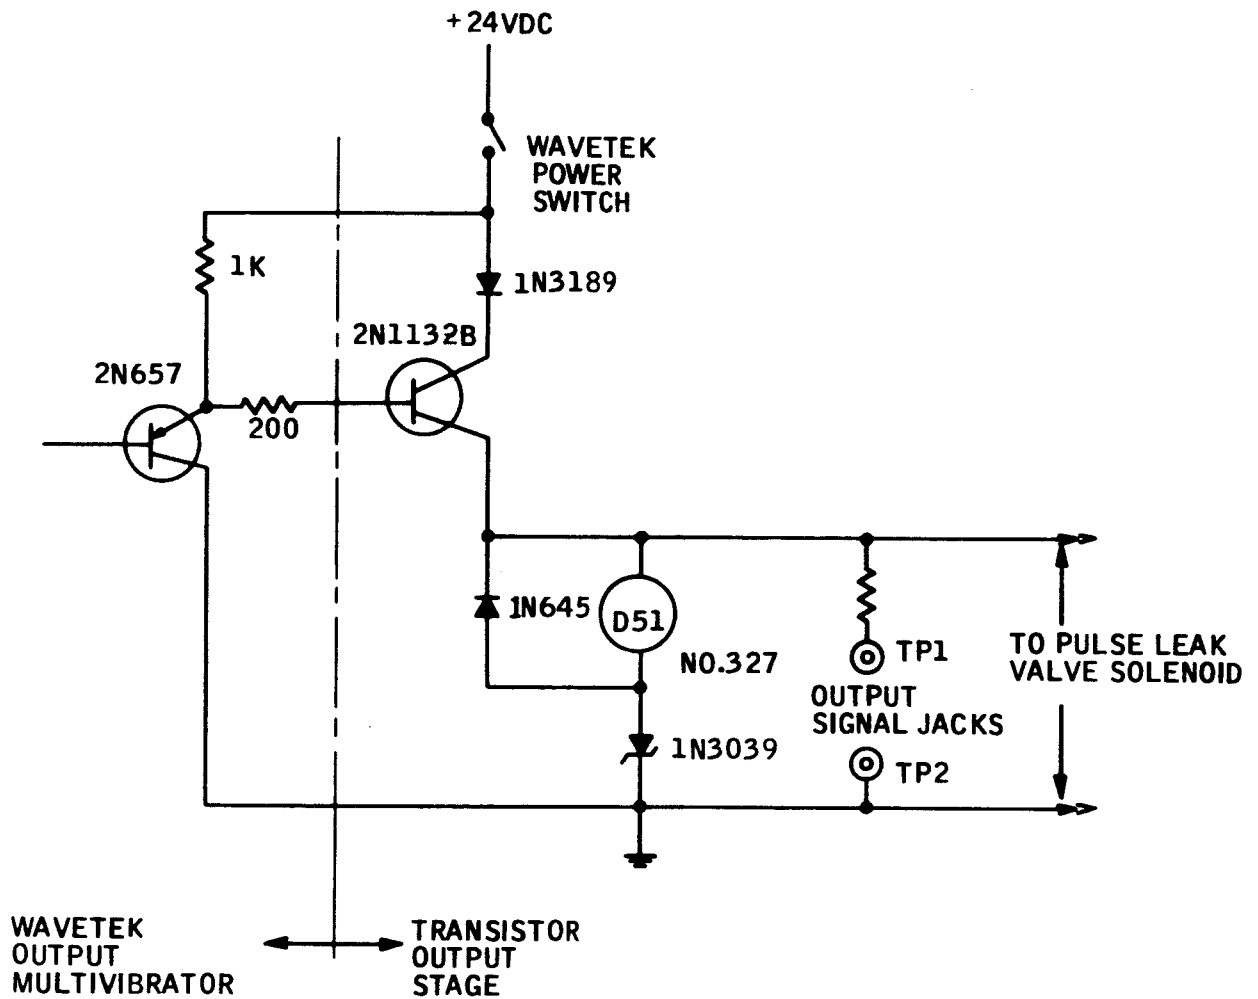 +24VDC
WAVETEK
POWER
SWITCH
1K
1N3189
2N1132B
2N657
200
1N645
D51
NO.327
TP1
TO PULSE LEAK
VALVE SOLENOID
OUTPUT
SIGNAL JACKS
1N3039
TP2
WAVETEK
OUTPUT
MULTIVIBRATOR
TRANSISTOR
OUTPUT
STAGE